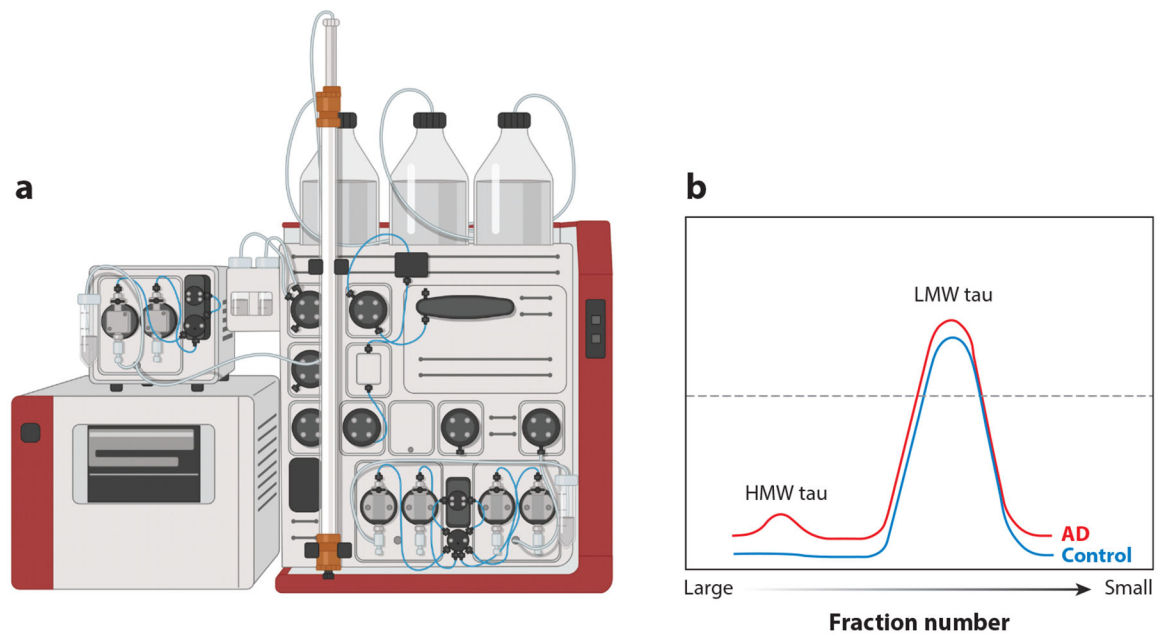 a
b
LMW tau
HMW tau
AD
Control
Large
Small
Fraction number